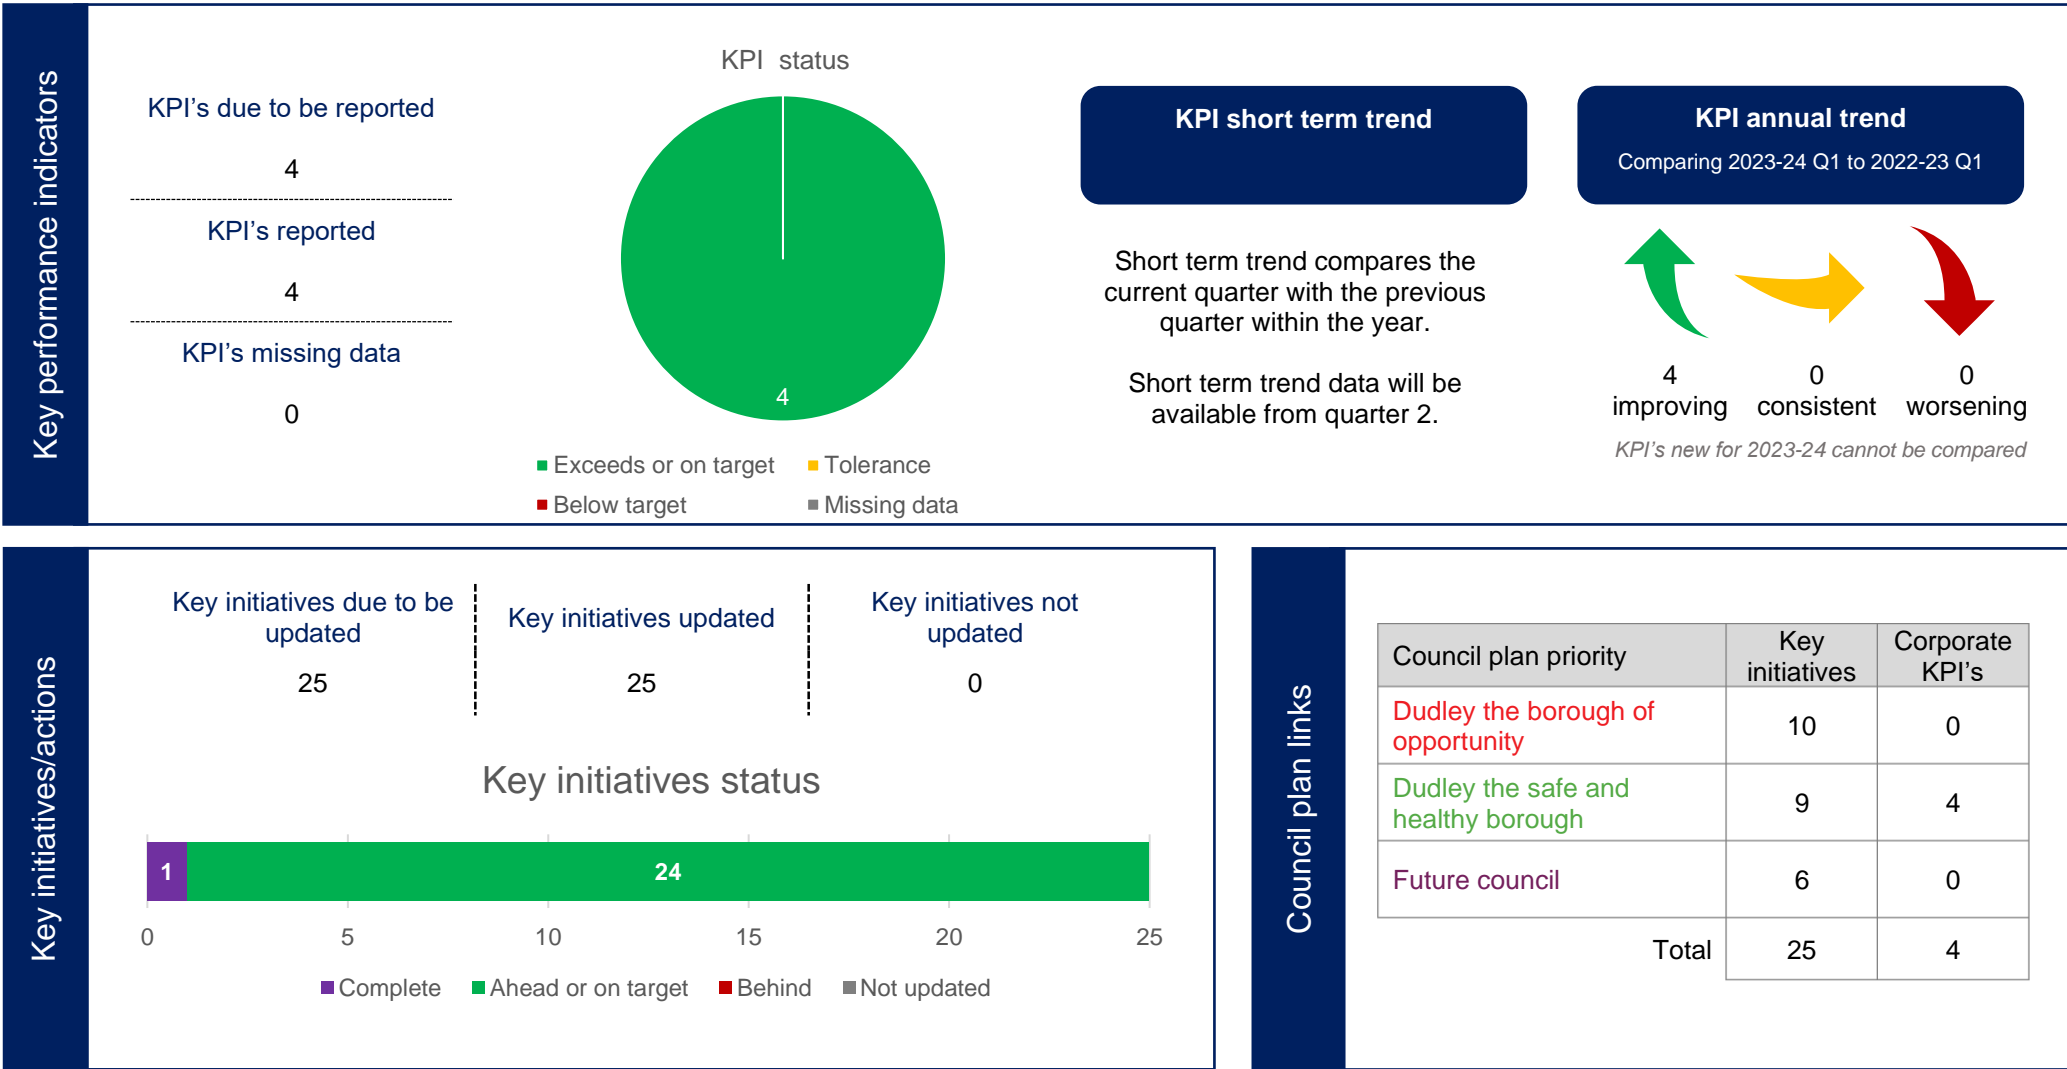 Key performance indicators
KPI's due to be reported
4
KPI's reported
4
KPI's missing data
0
KPI status
4
Exceeds or on target
Tolerance
Below target
Missing data
KPI short term trend
Short term trend compares the
current quarter with the previous
quarter within the year.
Short term trend data will be
available from quarter 2.
KPI annual trend
Comparing 2023-24 Q1 to 2022-23 Q1
4
improving
0
consistent
0
worsening
KPI's new for 2023-24 cannot be compared
Key initiatives/actions
Key initiatives due to be
updated
25
Key initiatives updated
25
Key initiatives not
updated
0
Key initiatives status
1
24
0 5 10 15 20 25
Complete Ahead or on target Behind Not updated
Council plan links
Council plan priority
Key
initiatives
Corporate
KPI's
Dudley the borough of
opportunity
10
0
Dudley the safe and
healthy borough
9
4
Future council
6
0
Total
25
4